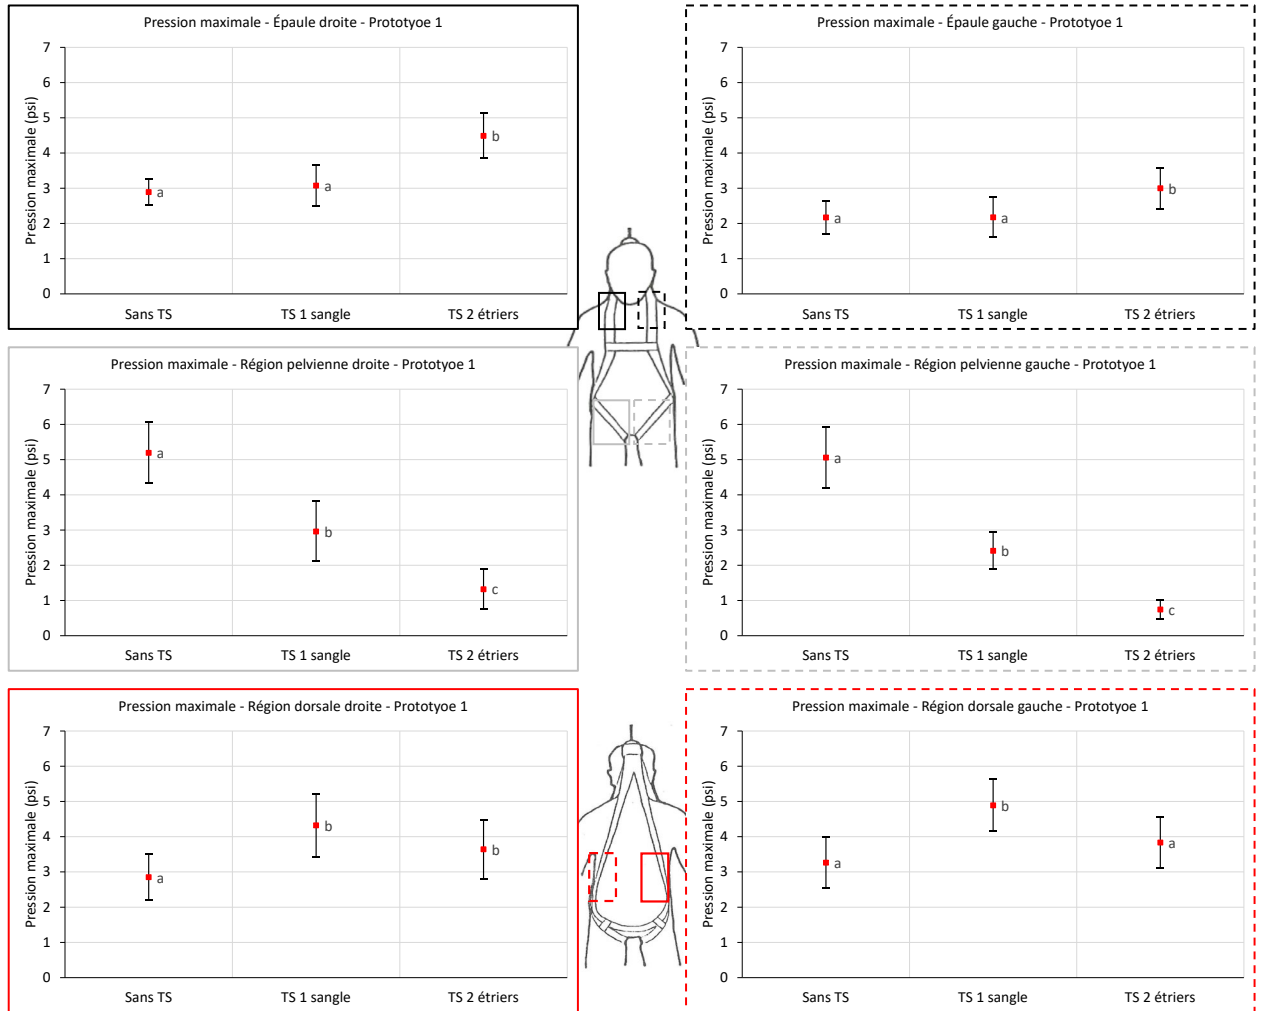 Pression maximale - Épaule droite - Prototyoe 1
Pression maximale (psi)
7
6
5
4
3
2
1
0
a
a
b
Sans TS
TS 1 sangle
TS 2 étriers
Pression maximale - Épaule gauche - Prototyoe 1
Pression maximale (psi)
7
6
5
4
3
2
1
0
a
a
b
Sans TS
TS 1 sangle
TS 2 étriers
Pression maximale - Région pelvienne droite - Prototyoe 1
Pression maximale (psi)
7
6
5
4
3
2
1
0
a
b
c
Sans TS
TS 1 sangle
TS 2 étriers
Pression maximale - Région pelvienne gauche - Prototyoe 1
Pression maximale (psi)
7
6
5
4
3
2
1
0
a
b
c
Sans TS
TS 1 sangle
TS 2 étriers
Pression maximale - Région dorsale droite - Prototyoe 1
Pression maximale (psi)
7
6
5
4
3
2
1
0
a
b
b
Sans TS
TS 1 sangle
TS 2 étriers
Pression maximale - Région dorsale gauche - Prototyoe 1
Pression maximale (psi)
7
6
5
4
3
2
1
0
a
b
a
Sans TS
TS 1 sangle
TS 2 étriers